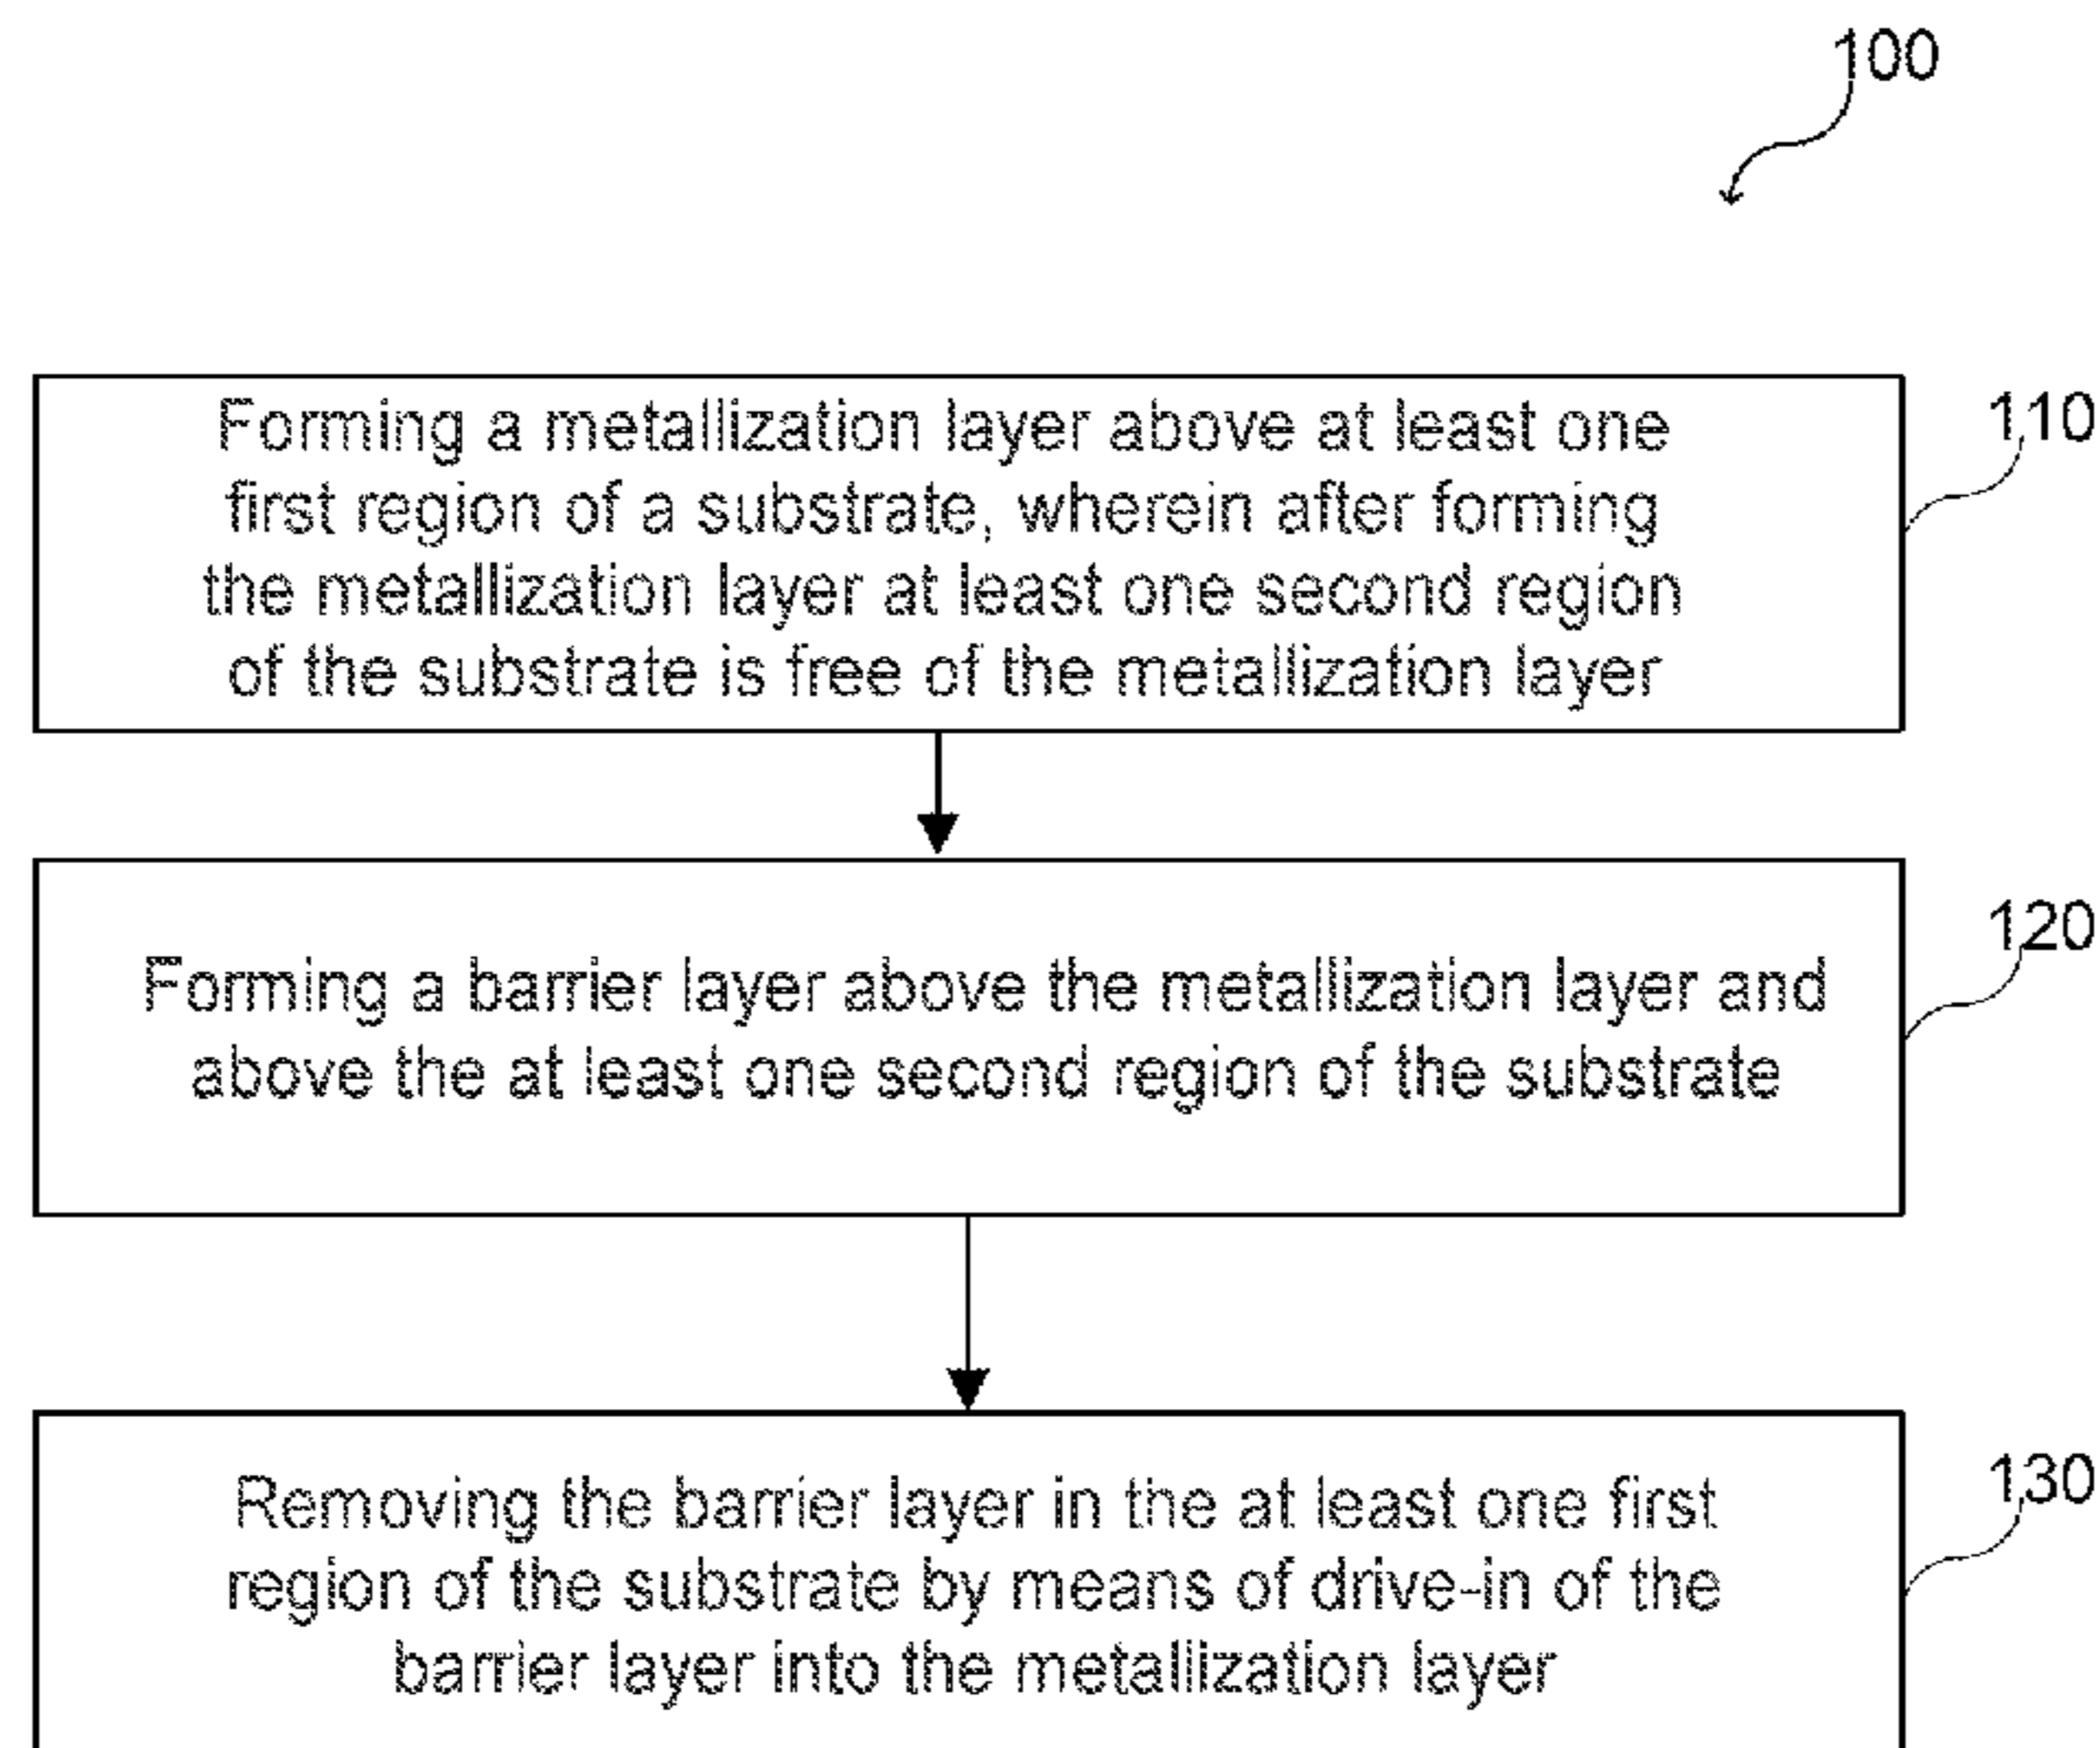 100
Forming a metallization layer above at least one
first region of a substrate, wherein after forming
the metallization layer at least one second region
of the substrate is free of the metallization layer
110
Forming a barrier layer above the metallization layer and
above the at least one second region of the substrate
120
Removing the barrier layer in the at least one first
region of the substrate by means of drive-in of the
barrier layer into the metallization layer
130